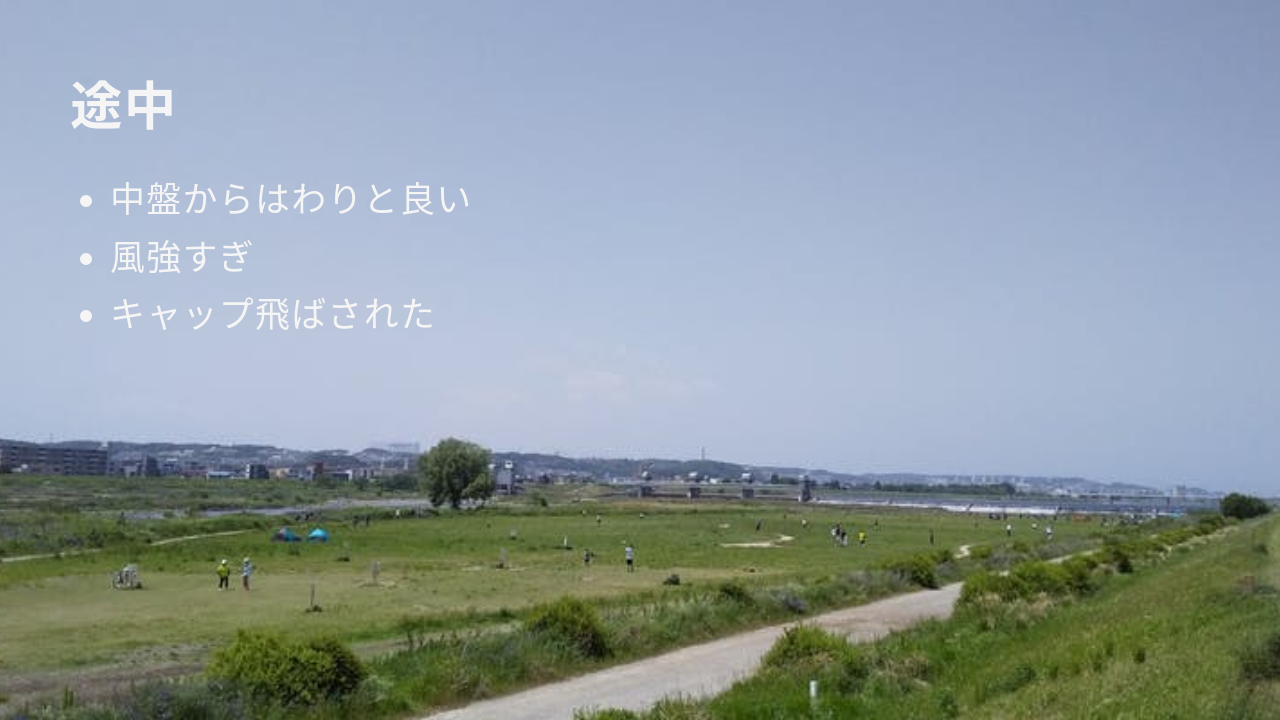 途中
中盤からはわりと良い
風強すぎ
キャップ飛ばされた